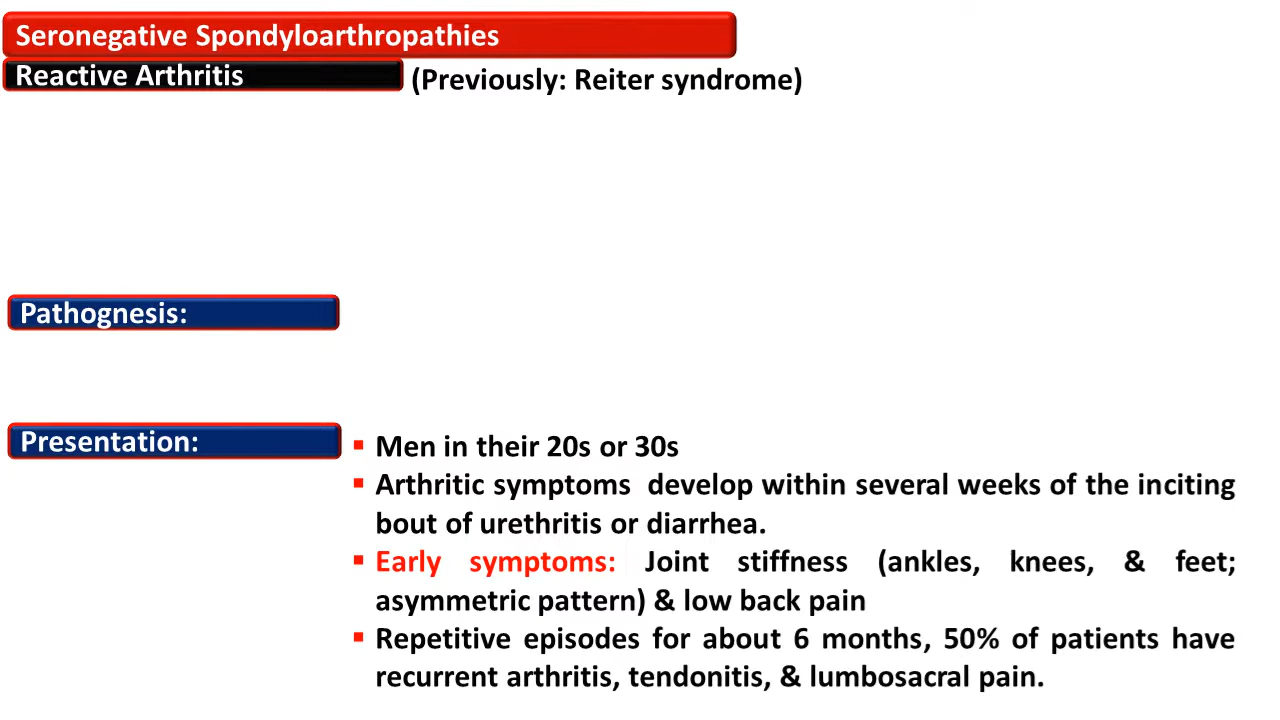 Seronegative Spondyloarthropathies
Reactive Arthritis
(Previously: Reiter syndrome)
Pathognesis:
Presentation:
▪ Men in their 20s or 30s
▪ Arthritic symptoms develop within several weeks of the inciting
bout of urethritis or diarrhea.
▪ Early symptoms: Joint stiffness (ankles, knees, & feet;
asymmetric pattern) & low back pain
▪ Repetitive episodes for about 6 months, 50% of patients have
recurrent arthritis, tendonitis, & lumbosacral pain.